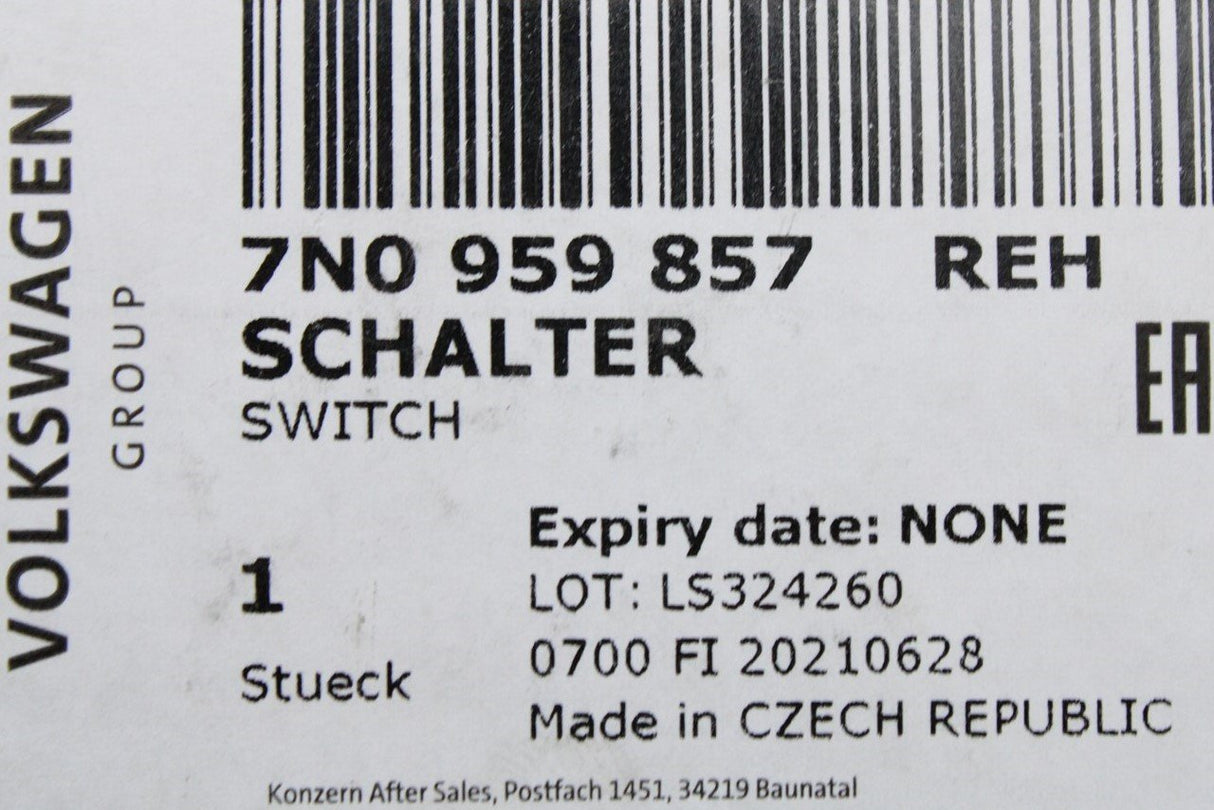 VOLKSWAGEN
GROUP
7N0 959 857 REH
SCHALTER
SWITCH
EA
1
Stueck
Expiry date: NONE
LOT: LS324260
0700 FI 20210628
Made in CZECH REPUBLIC
Konzern After Sales, Postfach 1451, 34219 Baunatal